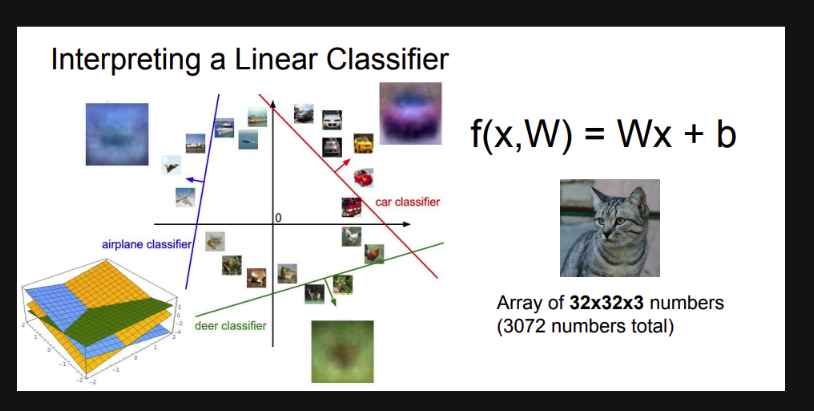 Interpreting a Linear Classifier
f(x,W) = Wx + b
car classifier
0
airplane classifier
deer classifier
Array of 32x32x3 numbers
(3072 numbers total)